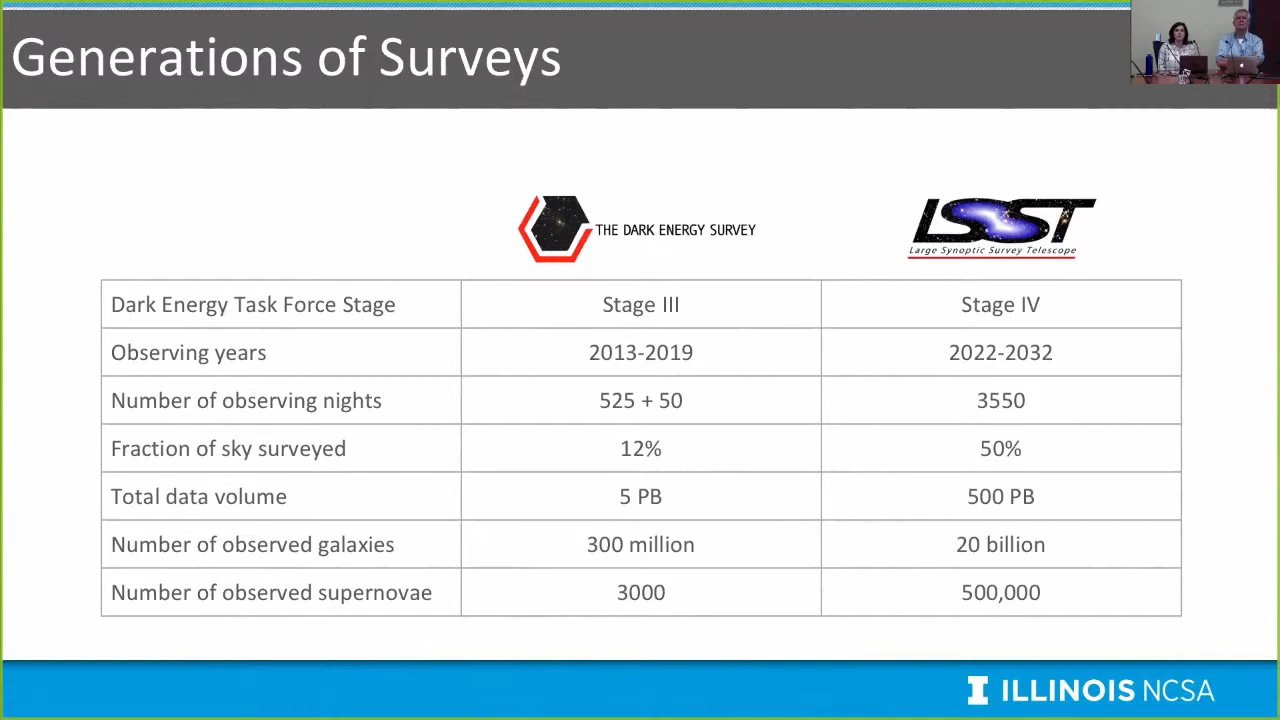 Generations of Surveys
THE DARK ENERGY SURVEY
LSST
Large Synoptic Survey Telescope
Dark Energy Task Force Stage Stage III Stage IV
Observing years 2013-2019 2022-2032
Number of observing nights 525 + 50 3550
Fraction of sky surveyed 12% 50%
Total data volume 5 PB 500 PB
Number of observed galaxies 300 million 20 billion
Number of observed supernovae 3000 500,000
I ILLINOIS NCSA